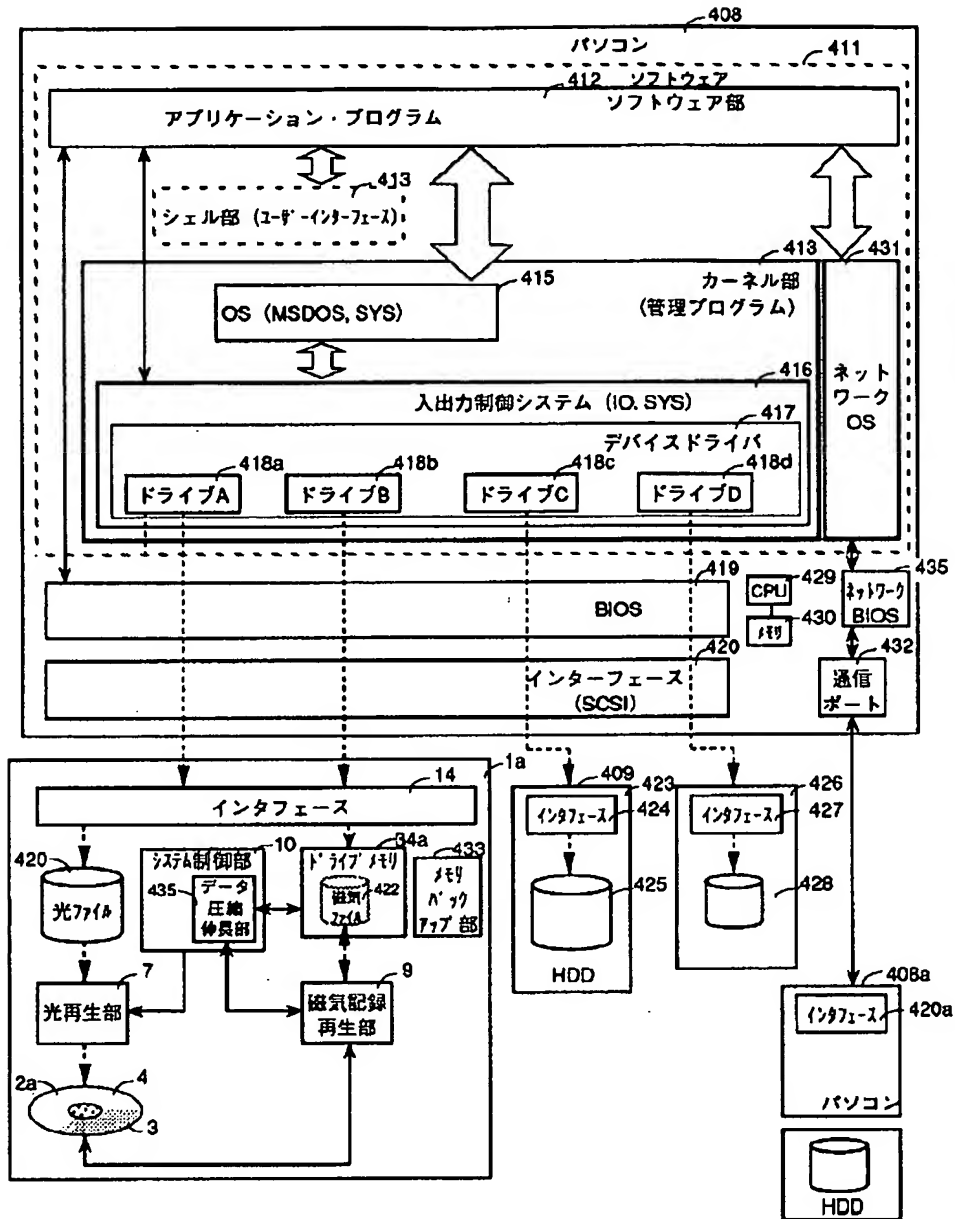 408
パソコン
411
412 ソフトウェア
ソフトウェア部
アプリケーション・プログラム
413
シェル部 (ユーザーインターフェース)
413
431
カーネル部
(管理プログラム)
415
OS (MSDOS, SYS)
ネット
ワーク
OS
416
入出力制御システム (IO. SYS)
417
デバイスドライバ
418a
418b
418c
418d
ドライブA
ドライブB
ドライブC
ドライブD
419
BIOS
429
CPU
430
メモリ
435
ネットワーク
BIOS
420
インターフェース
(SCSI)
432
通信
ポート
1a
14
インタフェース
409
423
インタフェース
424
425
HDD
426
インタフェース
427
428
420
光ファイル
10
システム制御部
435
データ
圧縮
伸長部
34a
ドライブメモリ
磁気
ファイル
422
433
メモリ
バック
アップ部
7
光再生部
9
磁気記録
再生部
2a
4
3
408a
インタフェース
420a
パソコン
HDD